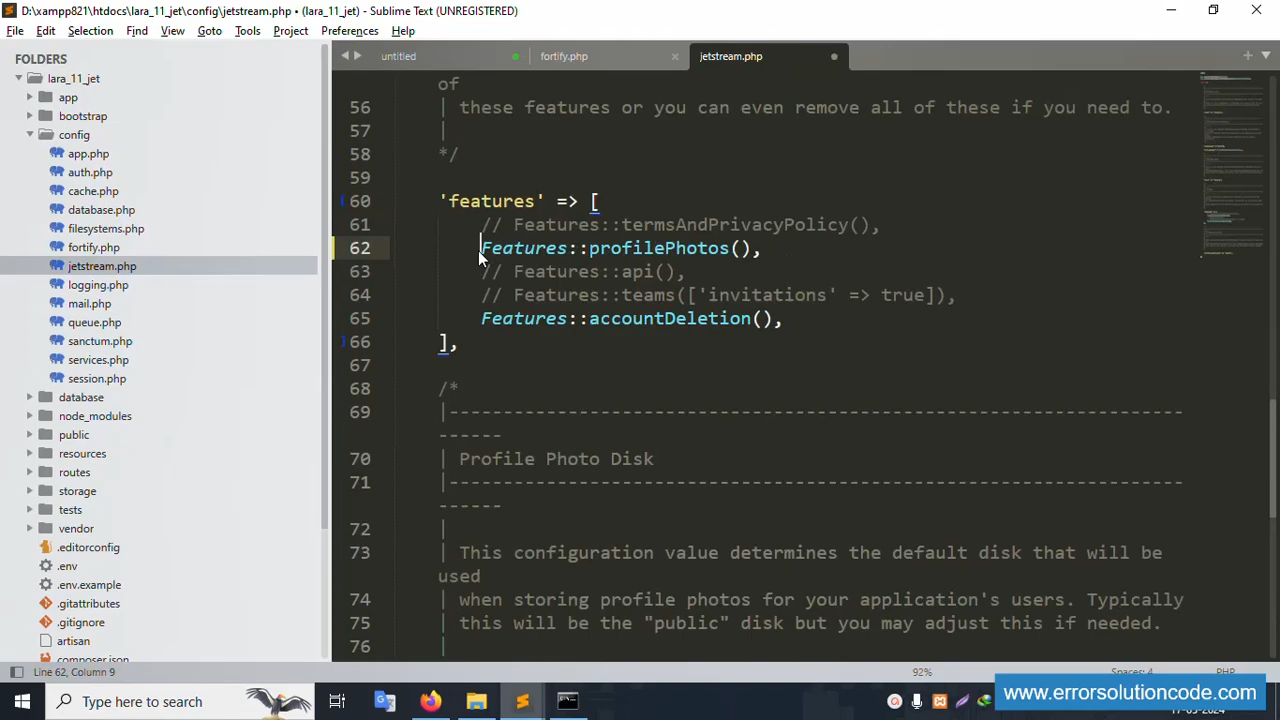 D:\xampp821\htdocs\lara_11_jet\config\jetstream.php • (lara_11_jet) - Sublime Text (UNREGISTERED)
File Edit Selection Find View Goto Tools Project Preferences Help
FOLDERS
lara_11_jet
app
bootstrap
config
app.php
auth.php
cache.php
database.php
filesystems.php
fortify.php
jetstream.php
logging.php
mail.php
queue.php
sanctum.php
services.php
session.php
database
node_modules
public
resources
routes
storage
tests
vendor
.editorconfig
.env
.env.example
.gitattributes
.gitignore
artisan
composer.json
untitled fortify.php jetstream.php
of
56 | these features or you can even remove all of these if you need to.
57 |
58 */
59
60 'features' => [
61 // Features::termsAndPrivacyPolicy(),
62 Features::profilePhotos(),
63 // Features::api(),
64 // Features::teams(['invitations' => true]),
65 Features::accountDeletion(),
66 ],
67
68 /*
69 |--------------------------------------------------------------------
------
70 | Profile Photo Disk
71 |--------------------------------------------------------------------
------
72 |
73 | This configuration value determines the default disk that will be
used
74 | when storing profile photos for your application's users. Typically
75 | this will be the "public" disk but you may adjust this if needed.
76 |
Line 62, Column 9 92% Spaces: 4 PHP
Type here to search
www.errorsolutioncode.com
17-05-2024